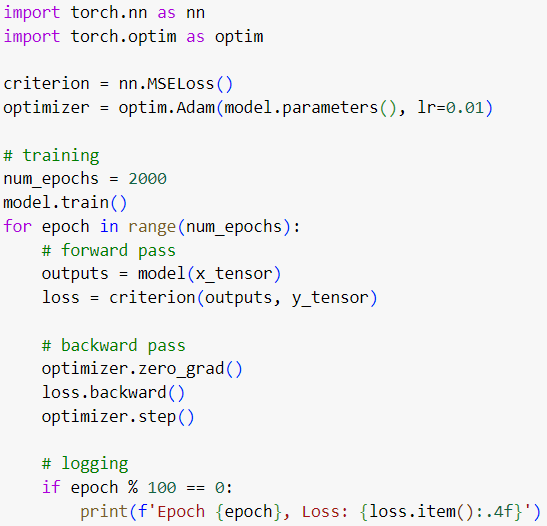 import torch.nn as nn
import torch.optim as optim

criterion = nn.MSELoss()
optimizer = optim.Adam(model.parameters(), lr=0.01)

# training
num_epochs = 2000
model.train()
for epoch in range(num_epochs):
    # forward pass
    outputs = model(x_tensor)
    loss = criterion(outputs, y_tensor)

    # backward pass
    optimizer.zero_grad()
    loss.backward()
    optimizer.step()

    # logging
    if epoch % 100 == 0:
        print(f'Epoch {epoch}, Loss: {loss.item():.4f}')